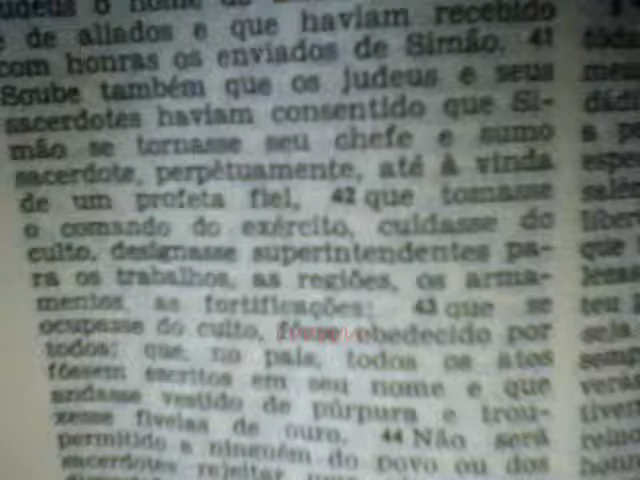 judeus o nome de
de aliados e que haviam recebido
com honras os enviados de Simão. 41
Soube também que os judeus e seus
sacerdotes haviam consentido que Si-
mão se tornasse seu chefe e sumo
sacerdote, perpètuamente, até à vinda
de um profeta fiel, 42 que tomasse
o comando do exército, cuidasse do
culto, designasse superintendentes pa-
ra os trabalhos, as regiões, os arma-
mentos, as fortificações; 43 que se
ocupasse do culto, fôsse obedecido por
todos; que, no país, todos os atos
fôssem escritos em seu nome e que
andasse vestido de púrpura e trou-
xesse fivelas de ouro. 44 Não será
permitido a ninguém do povo ou dos
sacerdotes rejeitar